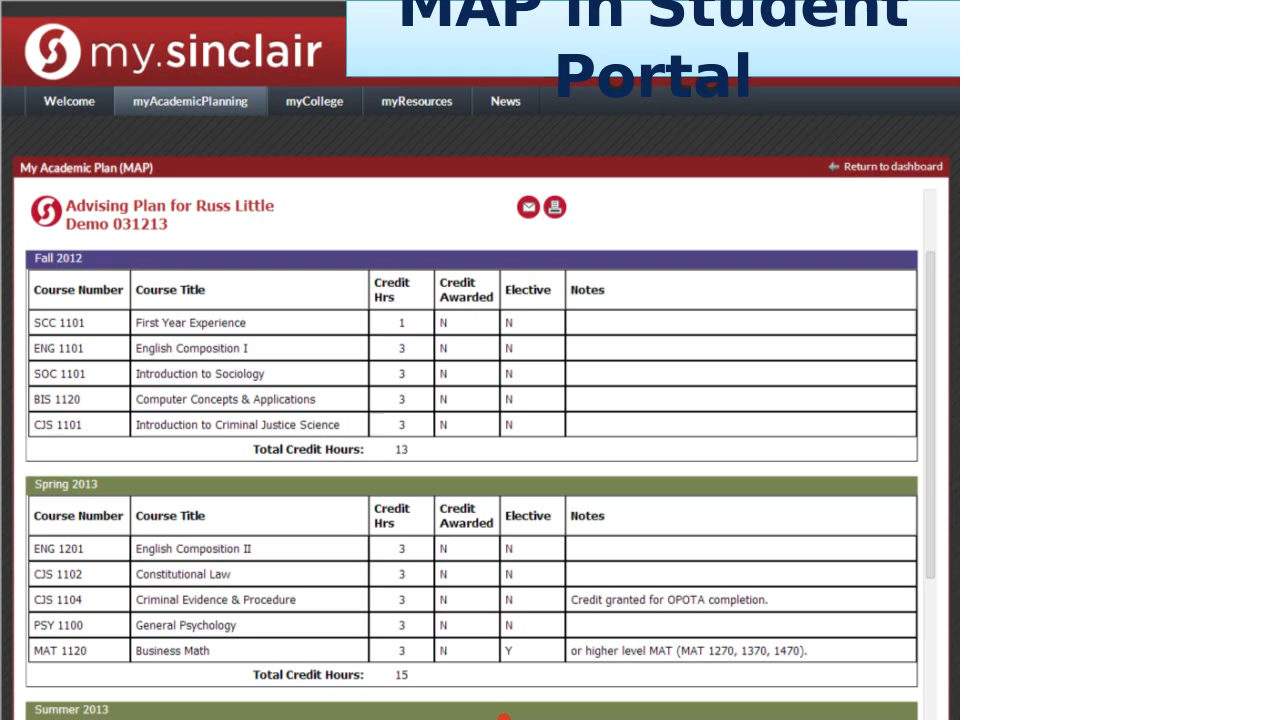 MAP in Student
Portal
my.sinclair
Welcome myAcademicPlanning myCollege myResources News
My Academic Plan (MAP) Return to dashboard
Advising Plan for Russ Little
Demo 031213
Fall 2012
Course Number Course Title Credit Hrs Credit Awarded Elective Notes
SCC 1101 First Year Experience 1 N N
ENG 1101 English Composition I 3 N N
SOC 1101 Introduction to Sociology 3 N N
BIS 1120 Computer Concepts & Applications 3 N N
CJS 1101 Introduction to Criminal Justice Science 3 N N
Total Credit Hours: 13
Spring 2013
Course Number Course Title Credit Hrs Credit Awarded Elective Notes
ENG 1201 English Composition II 3 N N
CJS 1102 Constitutional Law 3 N N
CJS 1104 Criminal Evidence & Procedure 3 N N Credit granted for OPOTA completion.
PSY 1100 General Psychology 3 N N
MAT 1120 Business Math 3 N Y or higher level MAT (MAT 1270, 1370, 1470).
Total Credit Hours: 15
Summer 2013